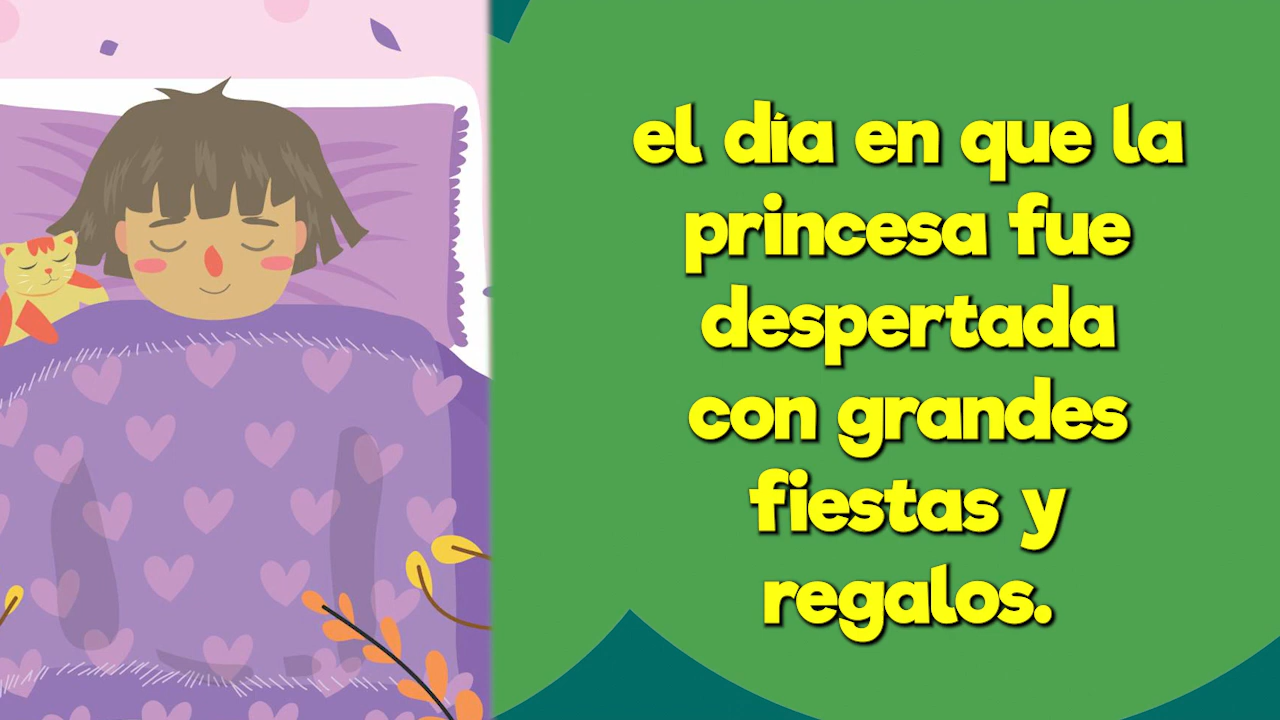 el día en que la
princesa fue
despertada
con grandes
fiestas y
regalos.